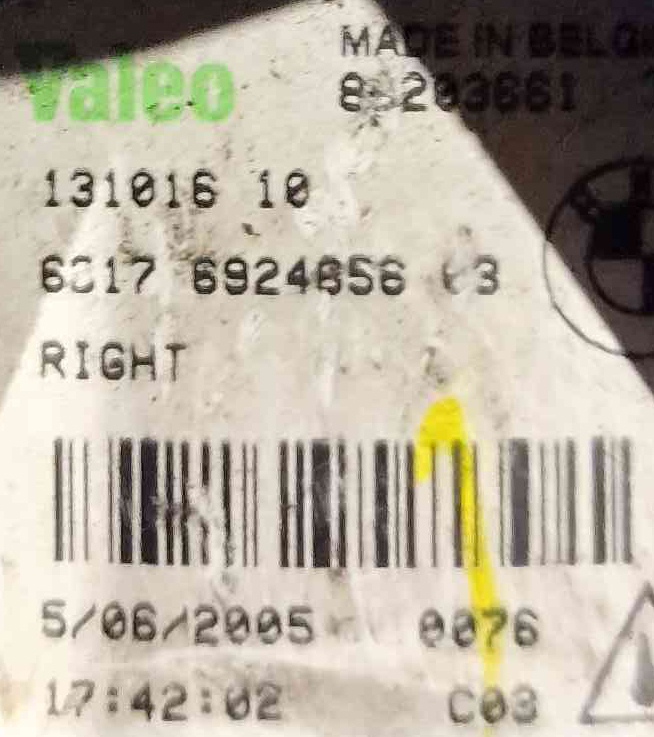 valeo
MADE IN BELG
131016 10
6924656
RIGHT
5/06/2005 0076
17:42:02 C03